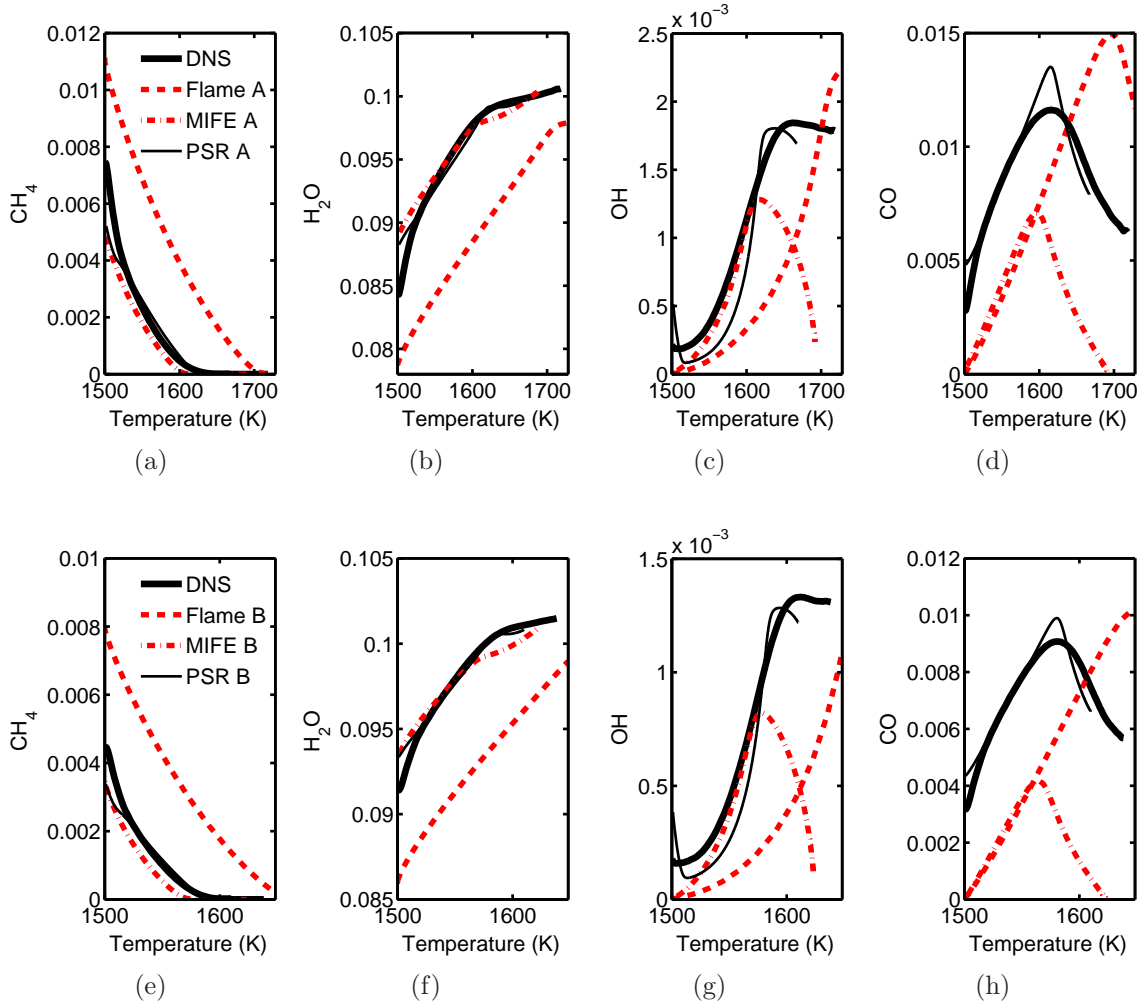 0.012
0.01
0.008
0.006
0.004
0.002
0
CH4
DNS
Flame A
MIFE A
PSR A
1500 1600 1700
Temperature (K)
(a)
0.105
0.1
0.095
0.09
0.085
0.08
H2O
1500 1600 1700
Temperature (K)
(b)
x 10−3
2.5
2
1.5
1
0.5
0
OH
1500 1600 1700
Temperature (K)
(c)
0.015
0.01
0.005
0
CO
1500 1600 1700
Temperature (K)
(d)
0.01
0.008
0.006
0.004
0.002
0
CH4
DNS
Flame B
MIFE B
PSR B
1500 1600
Temperature (K)
(e)
0.105
0.1
0.095
0.09
0.085
H2O
1500 1600
Temperature (K)
(f)
x 10−3
1.5
1
0.5
0
OH
1500 1600
Temperature (K)
(g)
0.012
0.01
0.008
0.006
0.004
0.002
0
CO
1500 1600
Temperature (K)
(h)